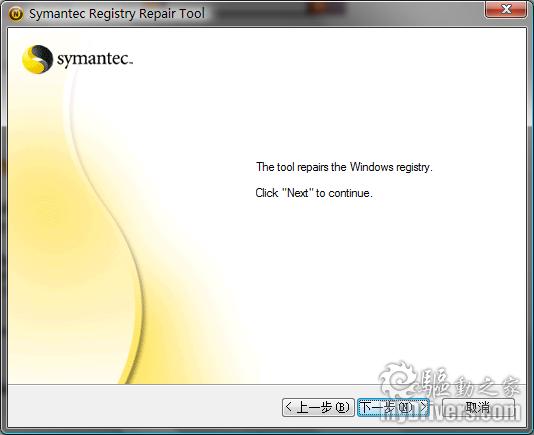 Symantec Registry Repair Tool
symantec™
The tool repairs the Windows registry.
Click "Next" to continue.
< 上一步(B)
下一步(N) >
取消
驅動之家
MyDrivers.com